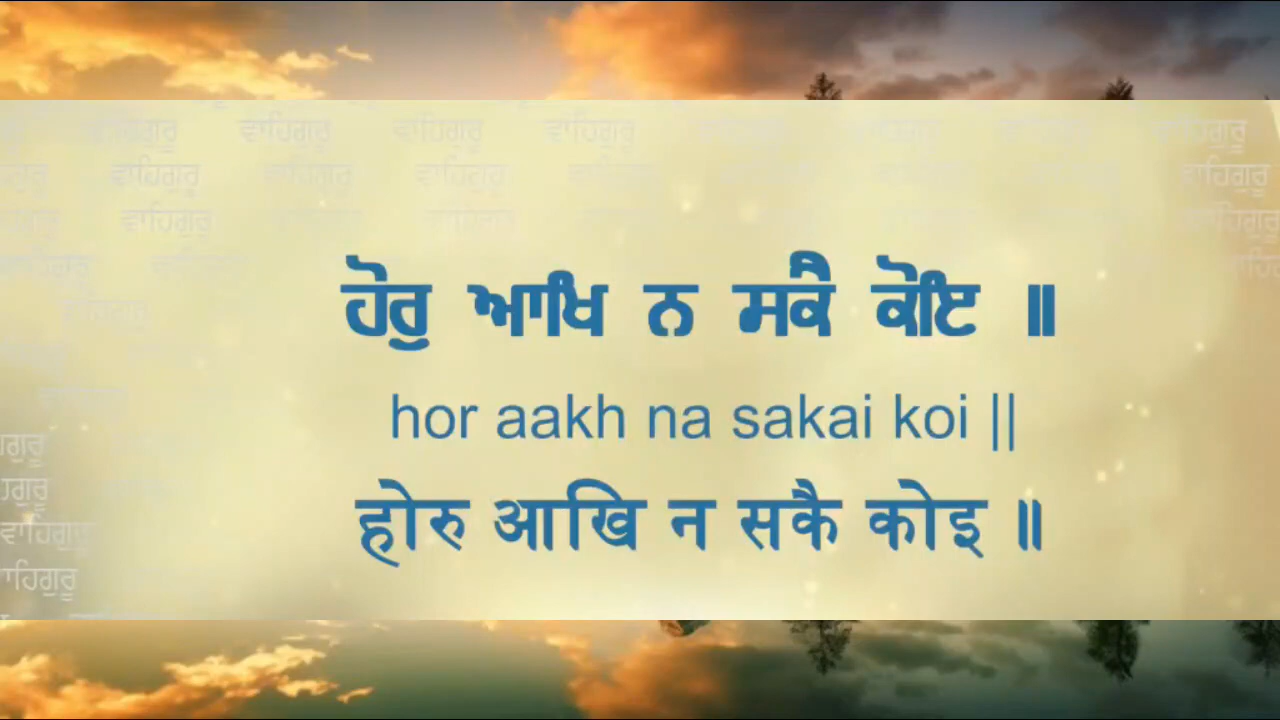 ਵਾਹਿਗੁਰੂ ਵਾਹਿਗੁਰੂ ਵਾਹਿਗੁਰੂ ਵਾਹਿਗੁਰੂ ਵਾਹਿਗੁਰੂ
ਵਾਹਿਗੁਰੂ ਵਾਹਿਗੁਰੂ ਵਾਹਿਗੁਰੂ ਵਾਹਿਗੁਰੂ ਵਾਹਿਗੁਰੂ
ਵਾਹਿਗੁਰੂ
ਹੋਰੁ ਆਖਿ ਨ ਸਕੈ ਕੋਇ ॥
hor aakh na sakai koi ||
होरु आखि न सकै कोइ ॥
ਵਾਹਿਗੁਰੂ